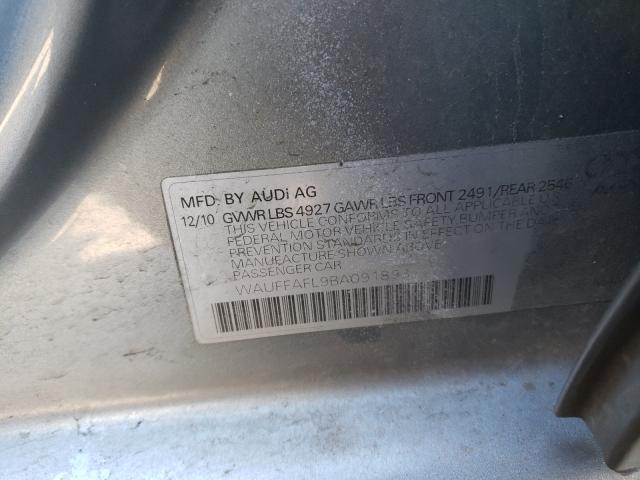 MFD. BY AUDi AG
12/10 GVWR LBS 4927 GAWR LBS FRONT 2491/REAR 2546
THIS VEHICLE CONFORMS TO ALL APPLICABLE U.S.
FEDERAL MOTOR VEHICLE SAFETY BUMPER AND
PREVENTION STANDARDS IN EFFECT ON THE DATE
MANUFACTURE SHOWN ABOVE
PASSENGER CAR